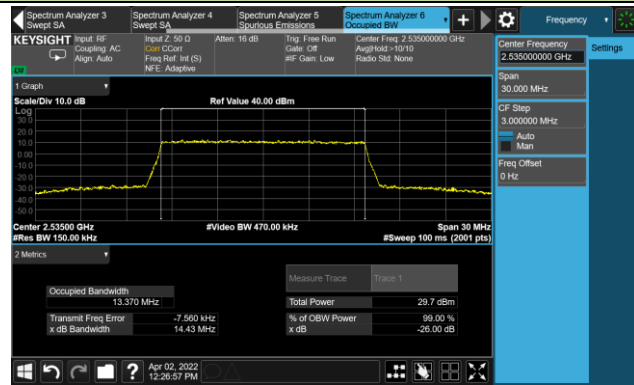 Spectrum Analyzer 3
Swept SA
Spectrum Analyzer 4
Swept SA
Spectrum Analyzer 5
Spurious Emissions
Spectrum Analyzer 6
Occupied BW
Frequency
KEYSIGHT
Input: RF
Coupling: AC
Align: Auto
Input Z: 50 Ω
Corr CCorr
Freq Ref: Int (S)
NFE: Adaptive
Atten: 16 dB
Trig: Free Run
Gate: Off
#IF Gain: Low
Center Freq: 2.535000000 GHz
Avg|Hold:>10/10
Radio Std: None
Center Frequency
2.535000000 GHz
Settings
Span
30.000 MHz
CF Step
3.000000 MHz
Auto
Man
Freq Offset
0 Hz
1 Graph
Scale/Div 10.0 dB
Ref Value 40.00 dBm
Log
30.0
20.0
10.0
0.00
-10.0
-20.0
-30.0
-40.0
-50.0
Center 2.53500 GHz
#Video BW 470.00 kHz
Span 30 MHz
#Res BW 150.00 kHz
#Sweep 100 ms (2001 pts)
2 Metrics
Measure Trace
Trace 1
Occupied Bandwidth
13.370 MHz
Total Power
29.7 dBm
Transmit Freq Error
-7.560 kHz
% of OBW Power
99.00 %
x dB Bandwidth
14.43 MHz
x dB
-26.00 dB
?
Apr 02, 2022
12:26:57 PM